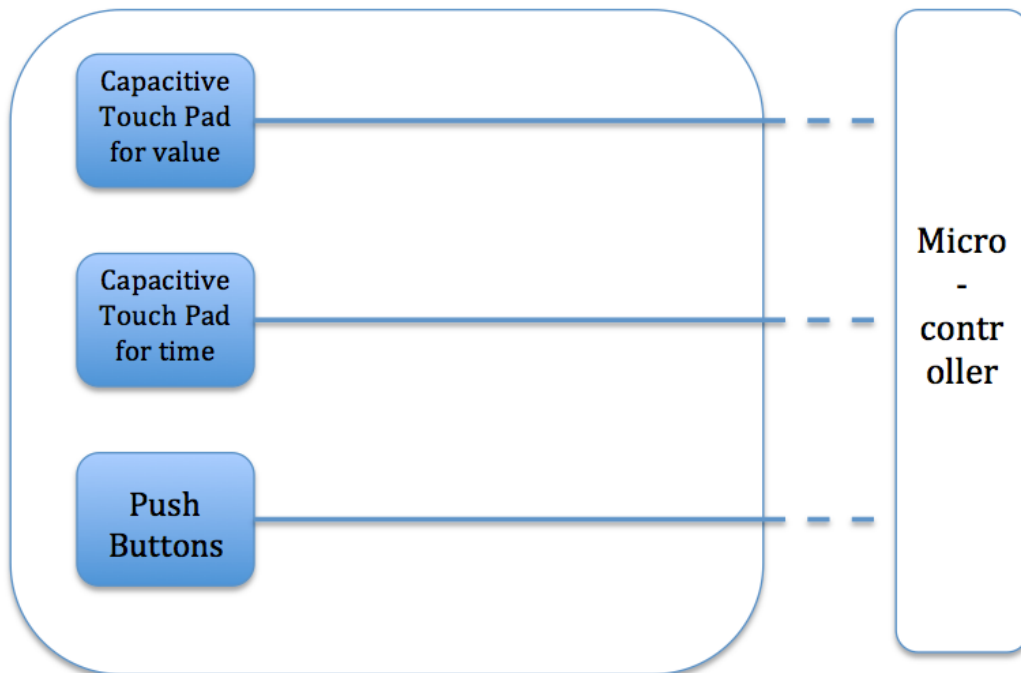 Capacitive
Touch Pad
for value
Capacitive
Touch Pad
for time
Push
Buttons
Micro
-
contr
oller